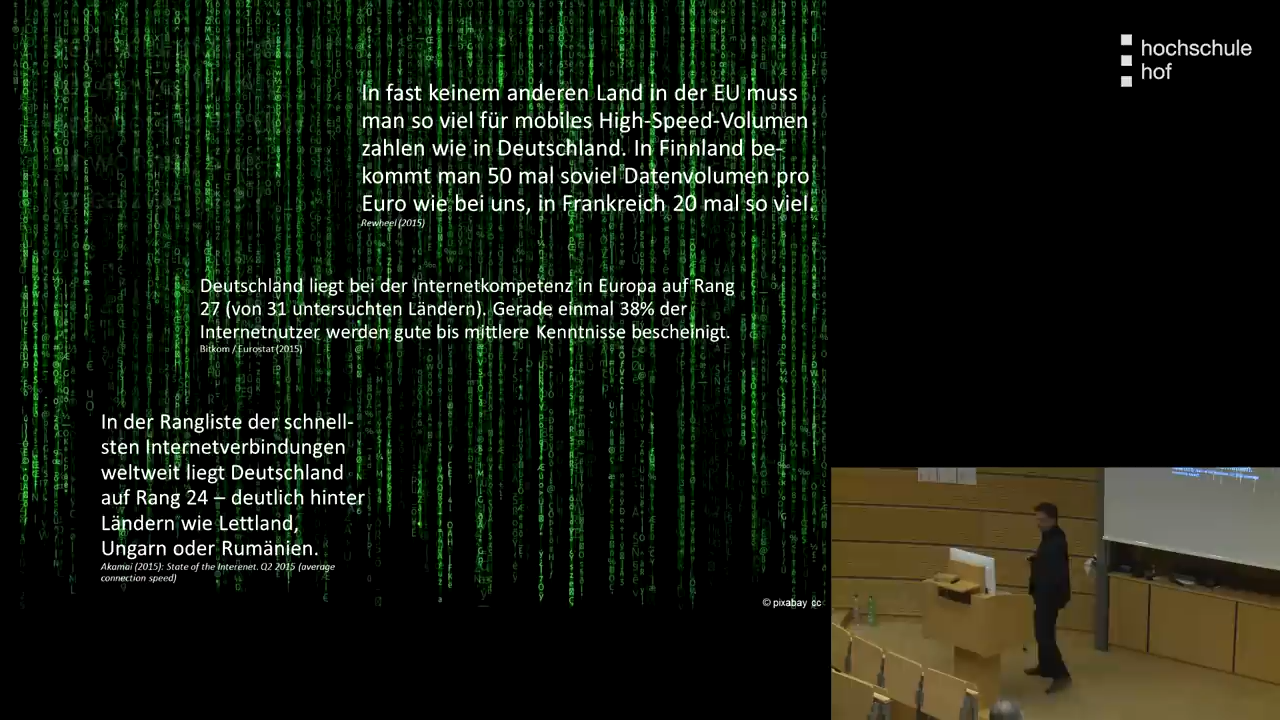 hochschule
hof
In fast keinem anderen Land in der EU muss
man so viel für mobiles High-Speed-Volumen
zahlen wie in Deutschland. In Finnland be-
kommt man 50 mal soviel Datenvolumen pro
Euro wie bei uns, in Frankreich 20 mal so viel.
Rewheel (2015)
Deutschland liegt bei der Internetkompetenz in Europa auf Rang
27 (von 31 untersuchten Ländern). Gerade einmal 38% der
Internetnutzer werden gute bis mittlere Kenntnisse bescheinigt.
Bitkom / Eurostat (2015)
In der Rangliste der schnell-
sten Internetverbindungen
weltweit liegt Deutschland
auf Rang 24 – deutlich hinter
Ländern wie Lettland,
Ungarn oder Rumänien.
Akamai (2015): State of the Interenet. Q2 2015 (average
connection speed)
© pixabay cc